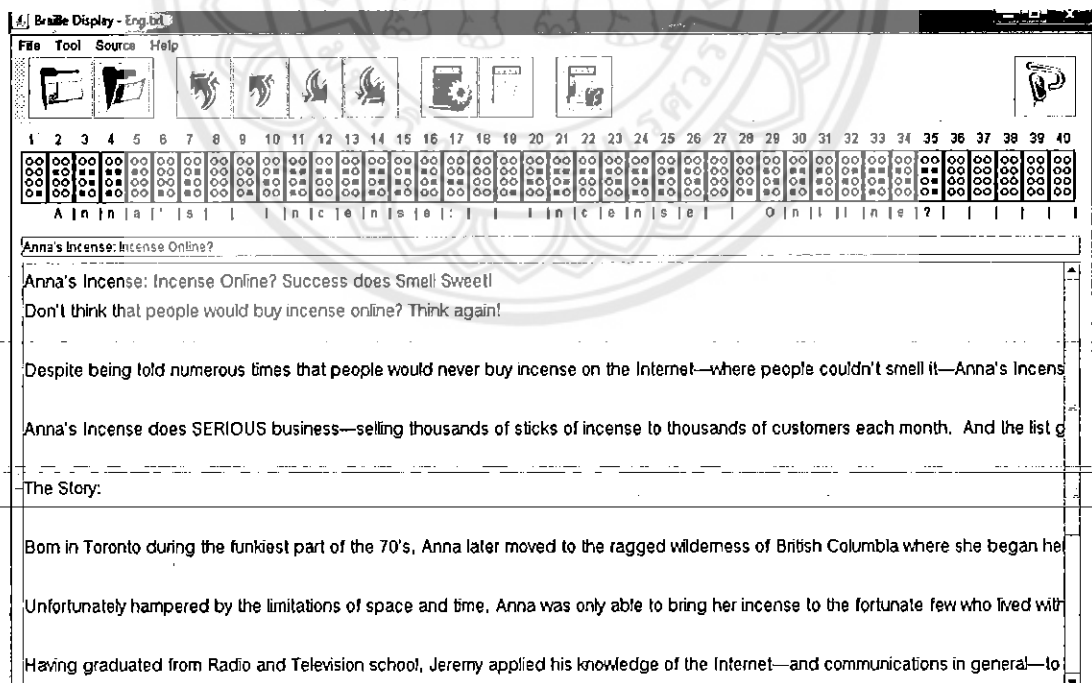 Braille Display - Eng.bd
File Tool Source Help
1 2 3 4 5 6 7 8 9 10 11 12 13 14 15 16 17 18 19 20 21 22 23 24 25 26 27 28 29 30 31 32 33 34 35 36 37 38 39 40
A | n | n | a | ' | s | | | I | n | c | e | n | s | e | : | | | I | n | c | e | n | s | e | | | O | n | l | i | n | e | ? | | | | |
Anna's Incense: Incense Online?
Anna's Incense: Incense Online? Success does Smell Sweet!
Don't think that people would buy incense online? Think again!
Despite being told numerous times that people would never buy incense on the Internet—where people couldn't smell it—Anna's Incens
Anna's Incense does SERIOUS business—selling thousands of sticks of incense to thousands of customers each month. And the list g
The Story:
Born in Toronto during the funkiest part of the 70's, Anna later moved to the ragged wilderness of British Columbia where she began he
Unfortunately hampered by the limitations of space and time, Anna was only able to bring her incense to the fortunate few who lived with
Having graduated from Radio and Television school, Jeremy applied his knowledge of the Internet—and communications in general—to